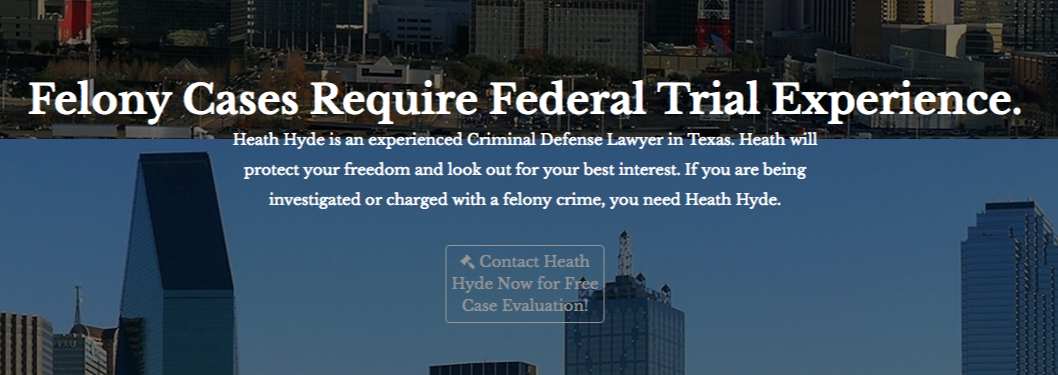 Felony Cases Require Federal Trial Experience.
Heath Hyde is an experienced Criminal Defense Lawyer in Texas. Heath will
protect your freedom and look out for your best interest. If you are being
investigated or charged with a felony crime, you need Heath Hyde.
Contact Heath
Hyde Now for Free
Case Evaluation!